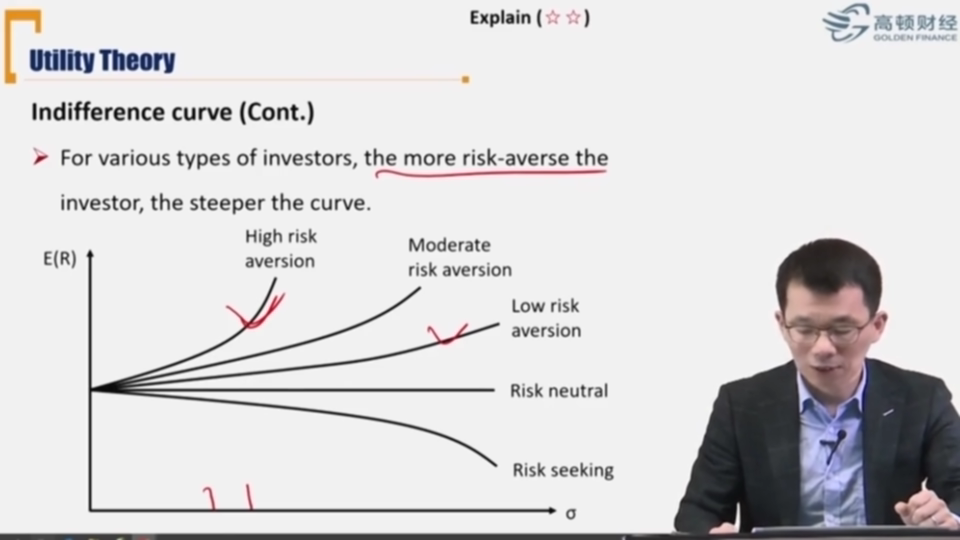 Explain (☆☆)
高顿财经
GOLDEN FINANCE
Utility Theory
Indifference curve (Cont.)
For various types of investors, the more risk-averse the
investor, the steeper the curve.
E(R)
High risk
aversion
Moderate
risk aversion
Low risk
aversion
Risk neutral
Risk seeking
σ